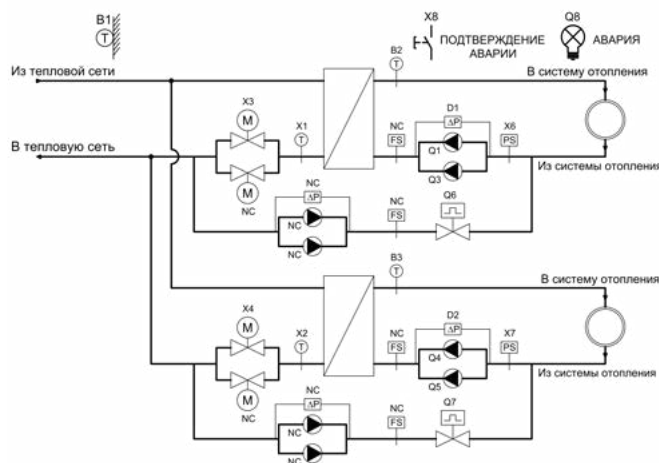 B1
T
X8
ПОДТВЕРЖДЕНИЕ
АВАРИИ
Q8
АВАРИЯ
Из тепловой сети
B2
T
В систему отопления
X3
M
X1
T
NC
FS
D1
ΔP
Q1
Q3
X6
PS
В тепловую сеть
M
NC
Из системы отопления
NC
ΔP
NC
NC
NC
FS
Q6
B3
T
В систему отопления
X4
M
X2
T
NC
FS
D2
ΔP
Q4
Q5
X7
PS
M
NC
Из системы отопления
NC
ΔP
NC
NC
NC
FS
Q7